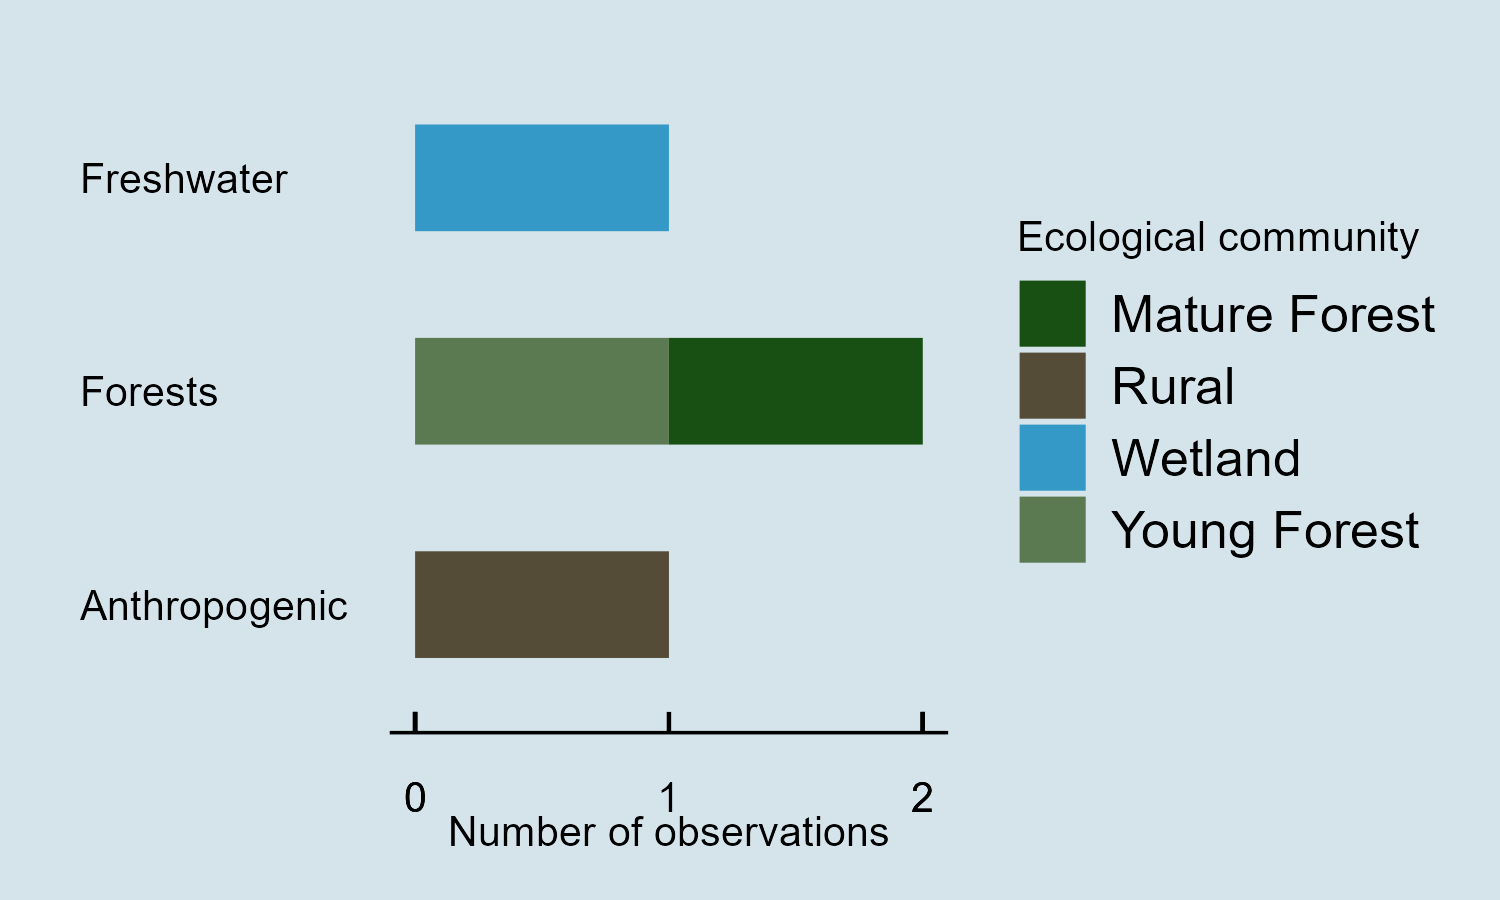 Freshwater
Forests
Anthropogenic
0 1 2
Number of observations
Ecological community
Mature Forest
Rural
Wetland
Young Forest